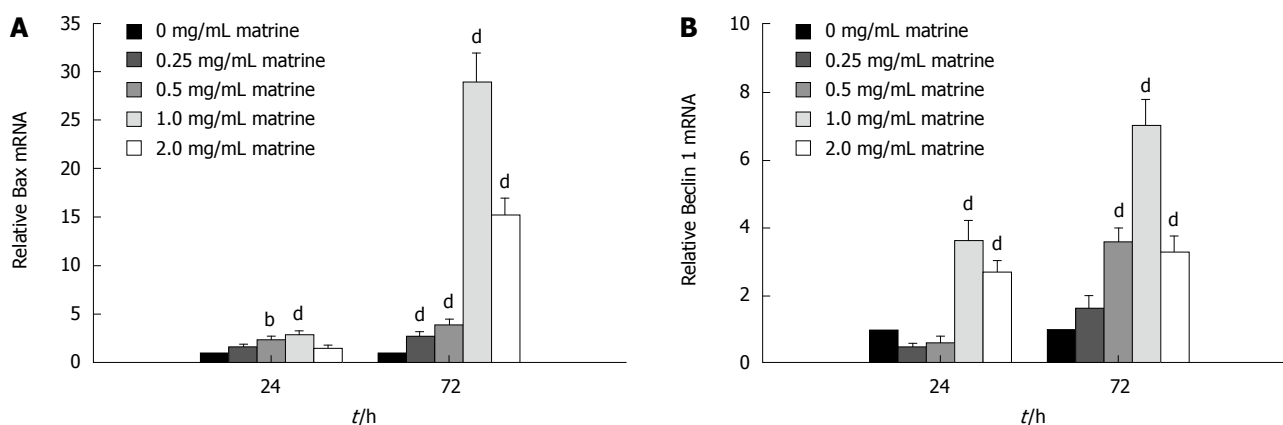 A
Relative Bax mRNA
35
30
25
20
15
10
5
0
0 mg/mL matrine
0.25 mg/mL matrine
0.5 mg/mL matrine
1.0 mg/mL matrine
2.0 mg/mL matrine
b
d
d
d
d
d
24
72
t/h
B
Relative Beclin 1 mRNA
10
8
6
4
2
0
0 mg/mL matrine
0.25 mg/mL matrine
0.5 mg/mL matrine
1.0 mg/mL matrine
2.0 mg/mL matrine
d
d
d
d
d
24
72
t/h